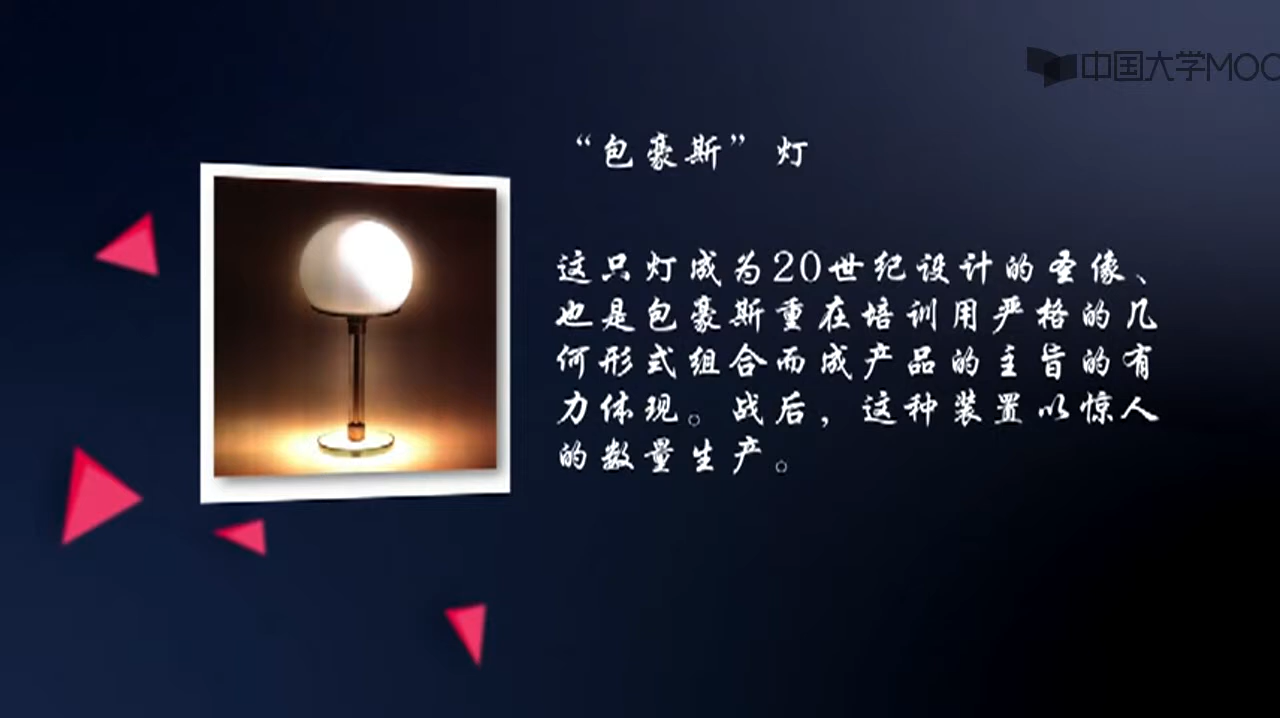 中国大学MOO
“包豪斯”灯
这只灯成为20世纪设计的圣像、
也是包豪斯重在培训用严格的几
何形式组合而成产品的主旨的有
力体现。战后，这种装置以惊人
的数量生产。